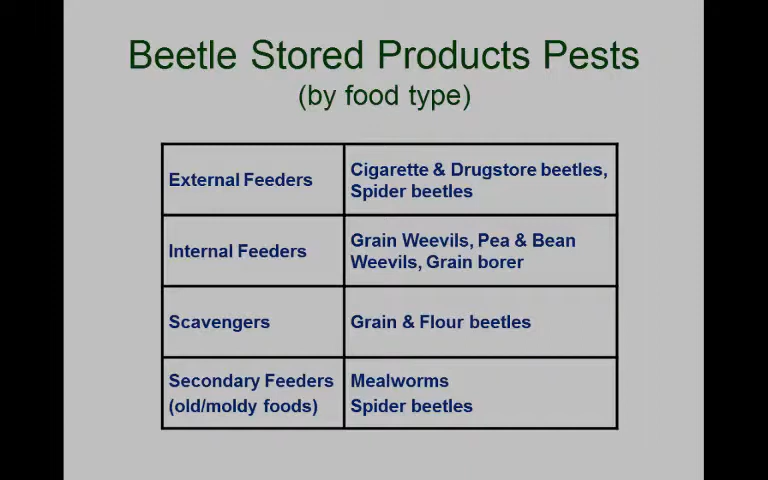 Beetle Stored Products Pests
(by food type)
External Feeders
Cigarette & Drugstore beetles,
Spider beetles
Internal Feeders
Grain Weevils, Pea & Bean
Weevils, Grain borer
Scavengers
Grain & Flour beetles
Secondary Feeders
(old/moldy foods)
Mealworms
Spider beetles